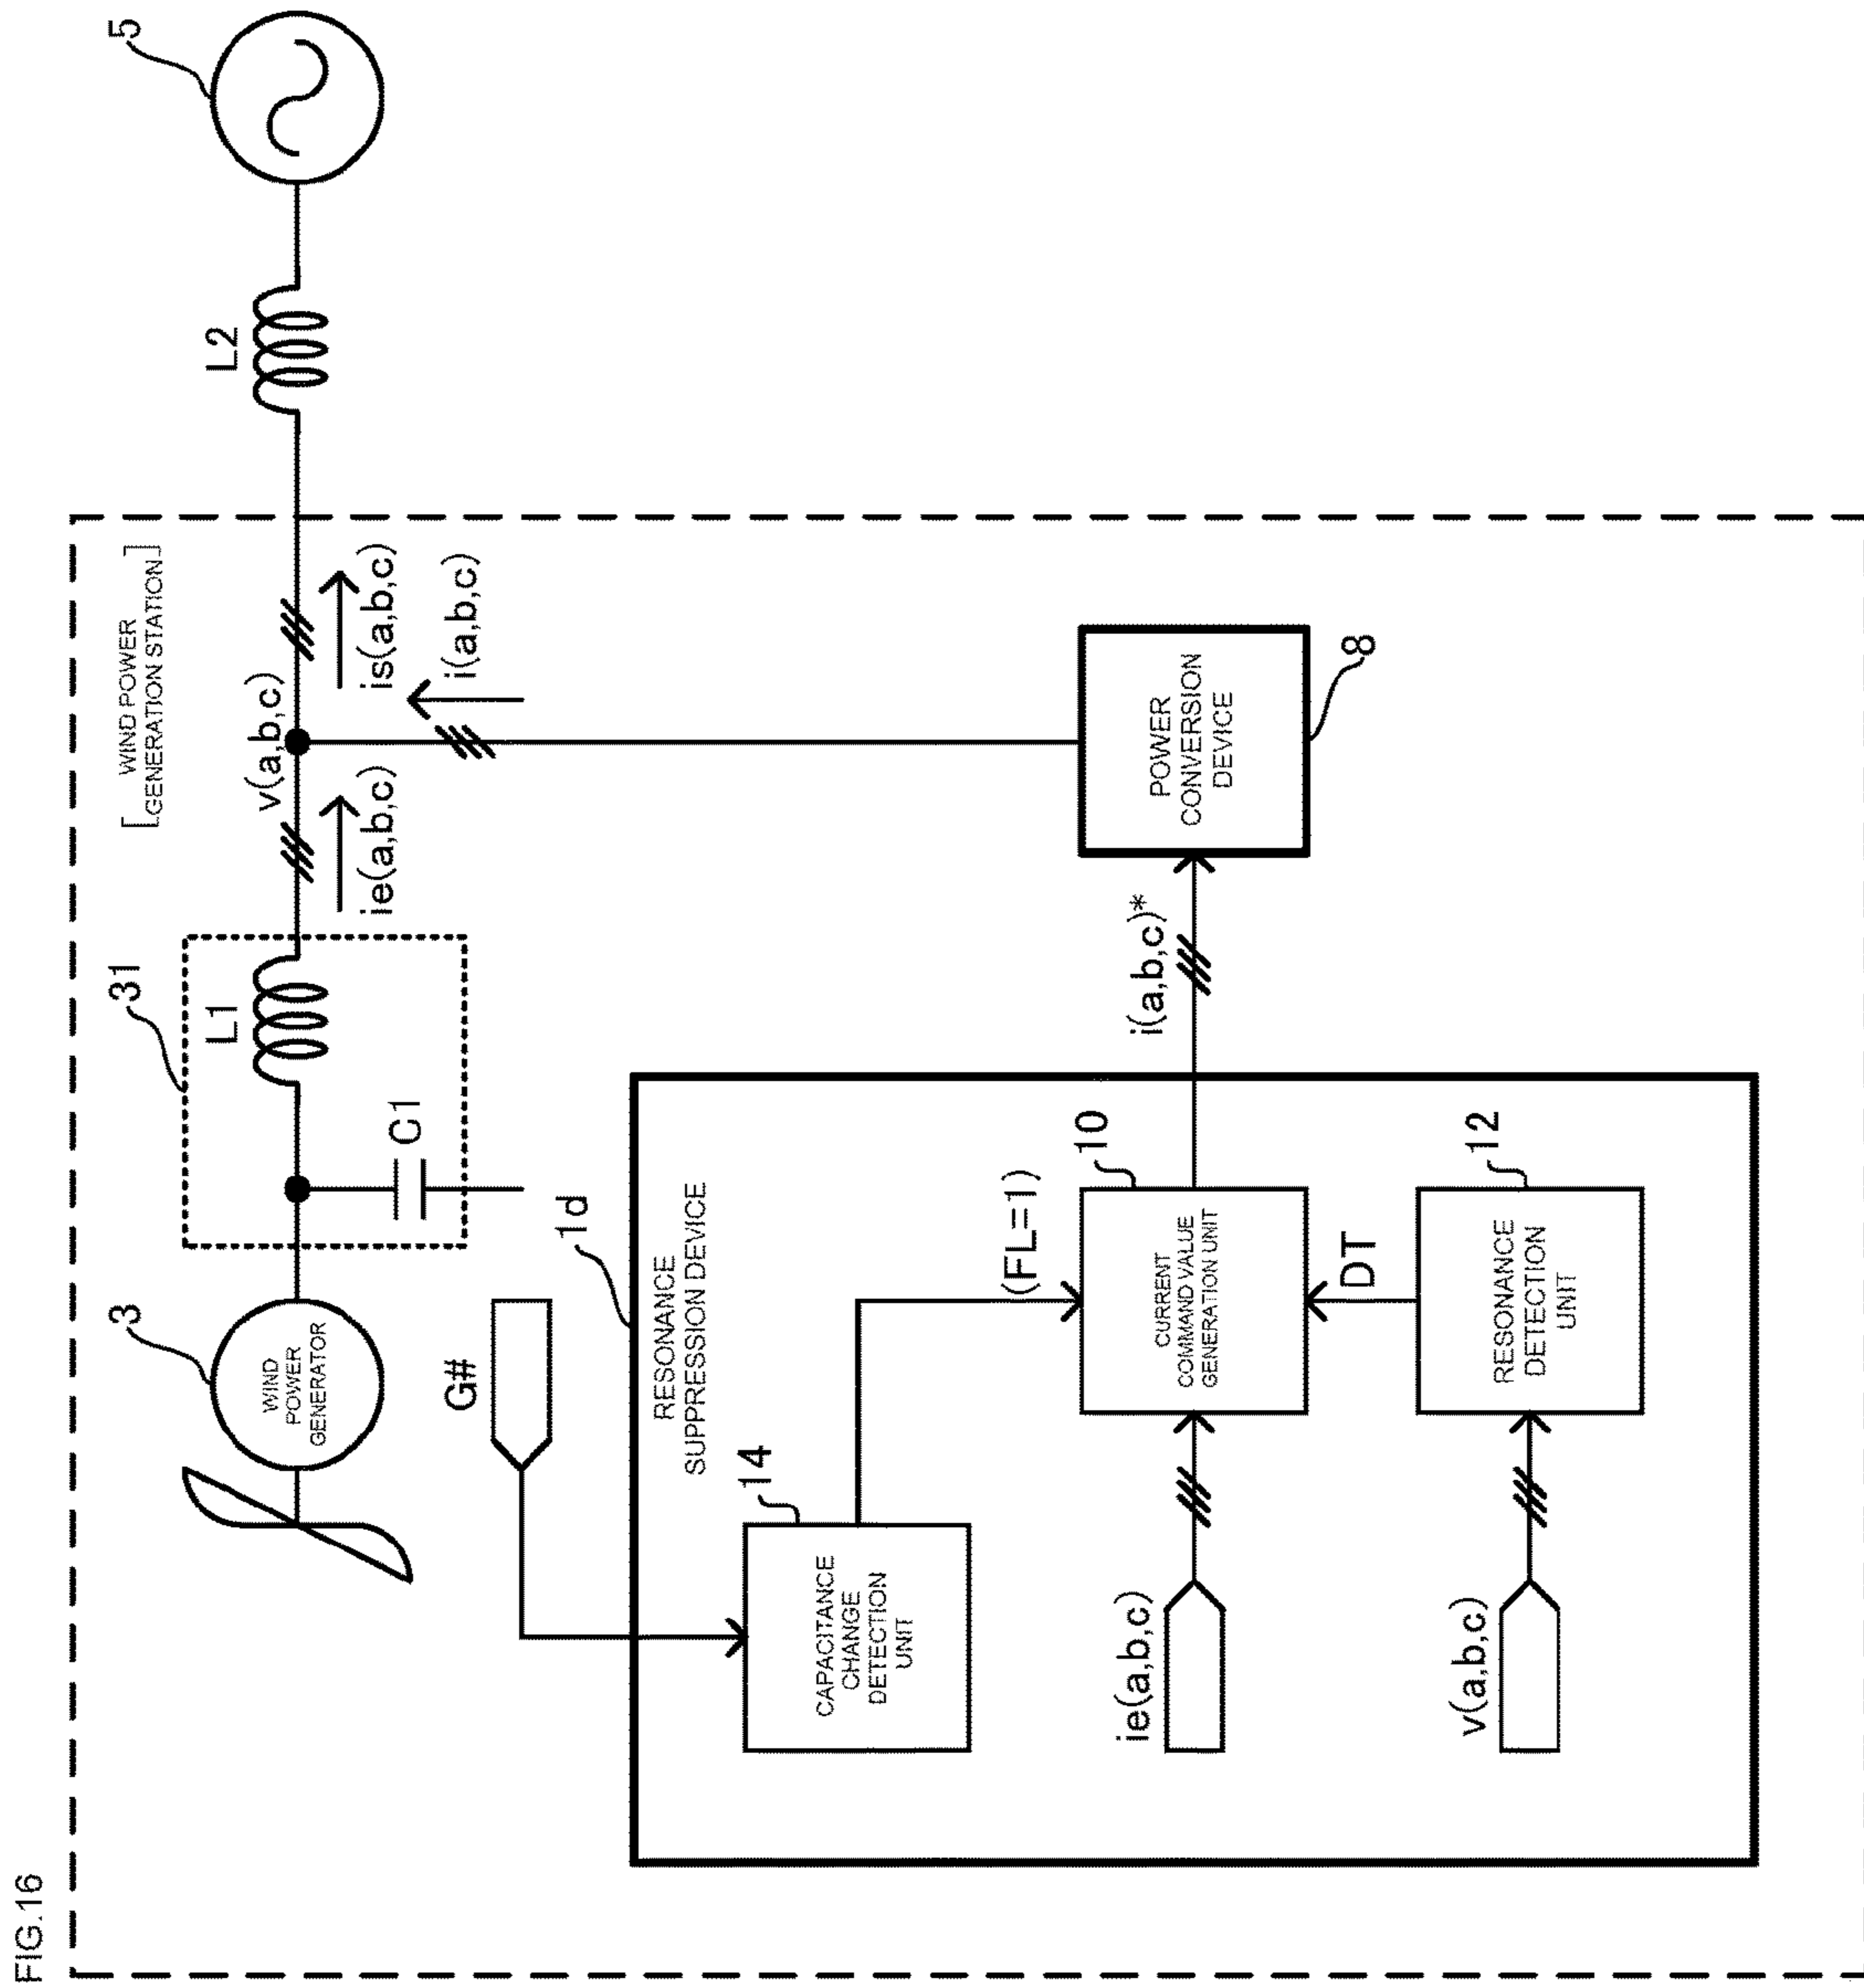 FIG.16
WIND POWER
GENERATION STATION
3
WIND
POWER
GENERATOR
31
L1
C1
v(a,b,c)
ie(a,b,c)
is(a,b,c)
i(a,b,c)
L2
5
G#
1d
RESONANCE
SUPPRESSION DEVICE
14
CAPACITANCE
CHANGE
DETECTION
UNIT
(FL=1)
10
CURRENT
COMMAND VALUE
GENERATION UNIT
ie(a,b,c)
i(a,b,c)*
POWER
CONVERSION
DEVICE
8
DT
12
RESONANCE
DETECTION
UNIT
v(a,b,c)